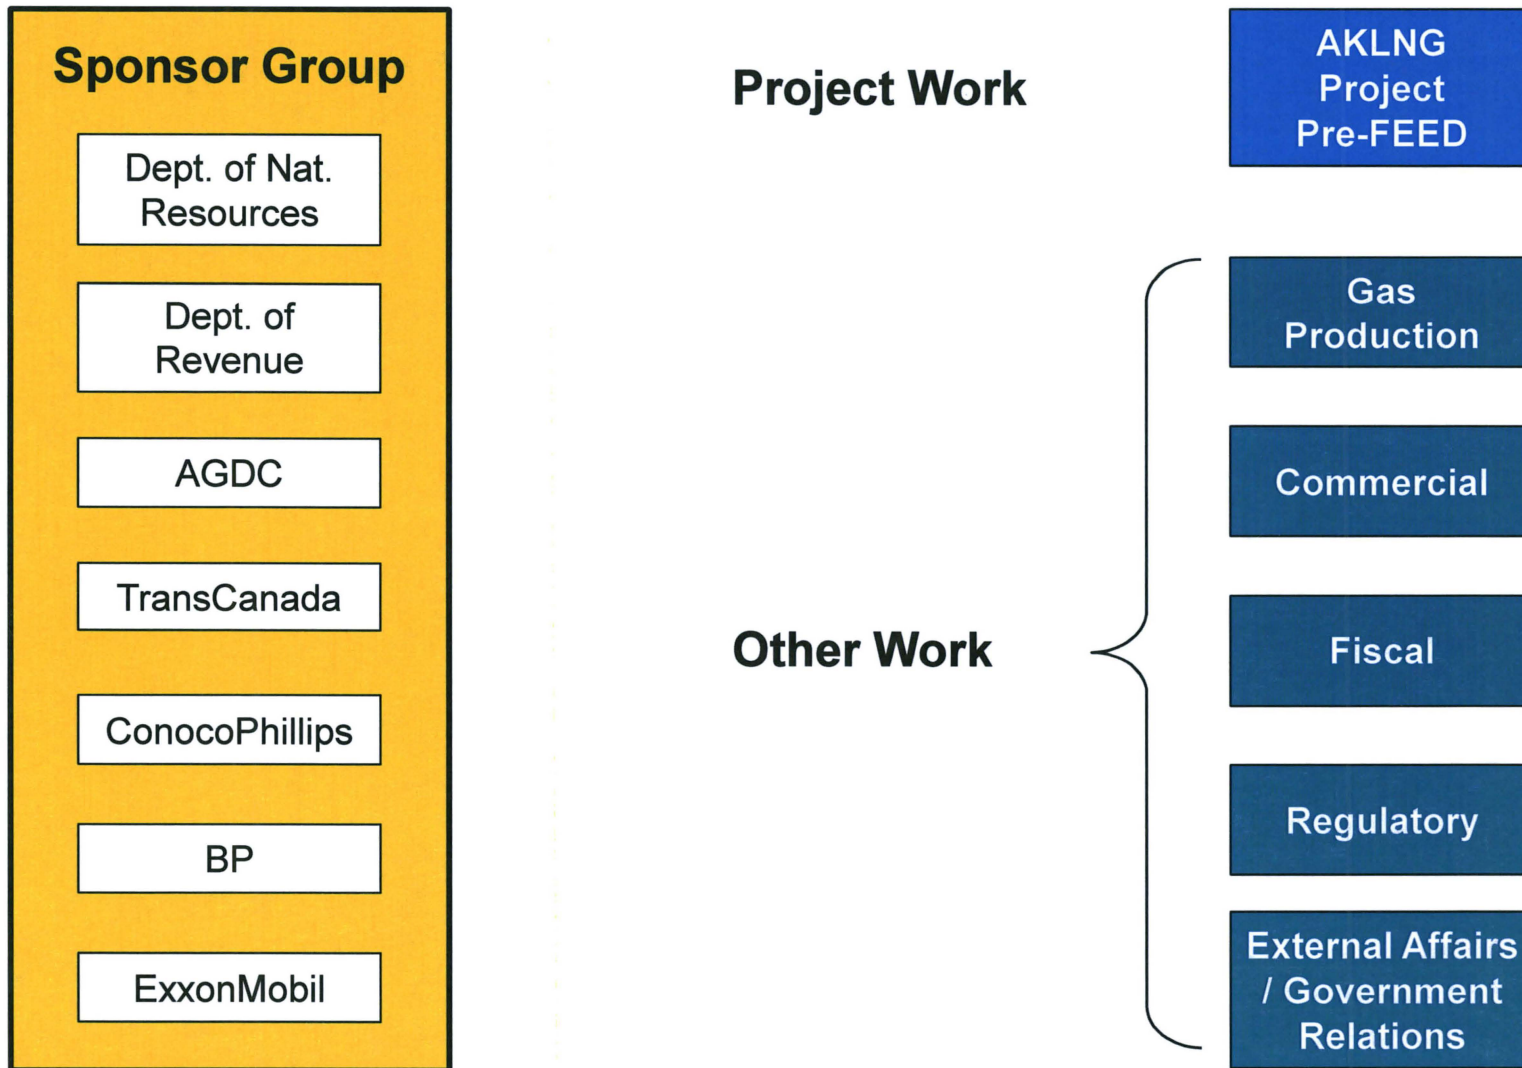 Sponsor Group
Dept. of Nat.
Resources
Dept. of
Revenue
AGDC
TransCanada
ConocoPhillips
BP
ExxonMobil
Project Work
Other Work
AKLNG
Project
Pre-FEED
Gas
Production
Commercial
Fiscal
Regulatory
External Affairs
/ Government
Relations